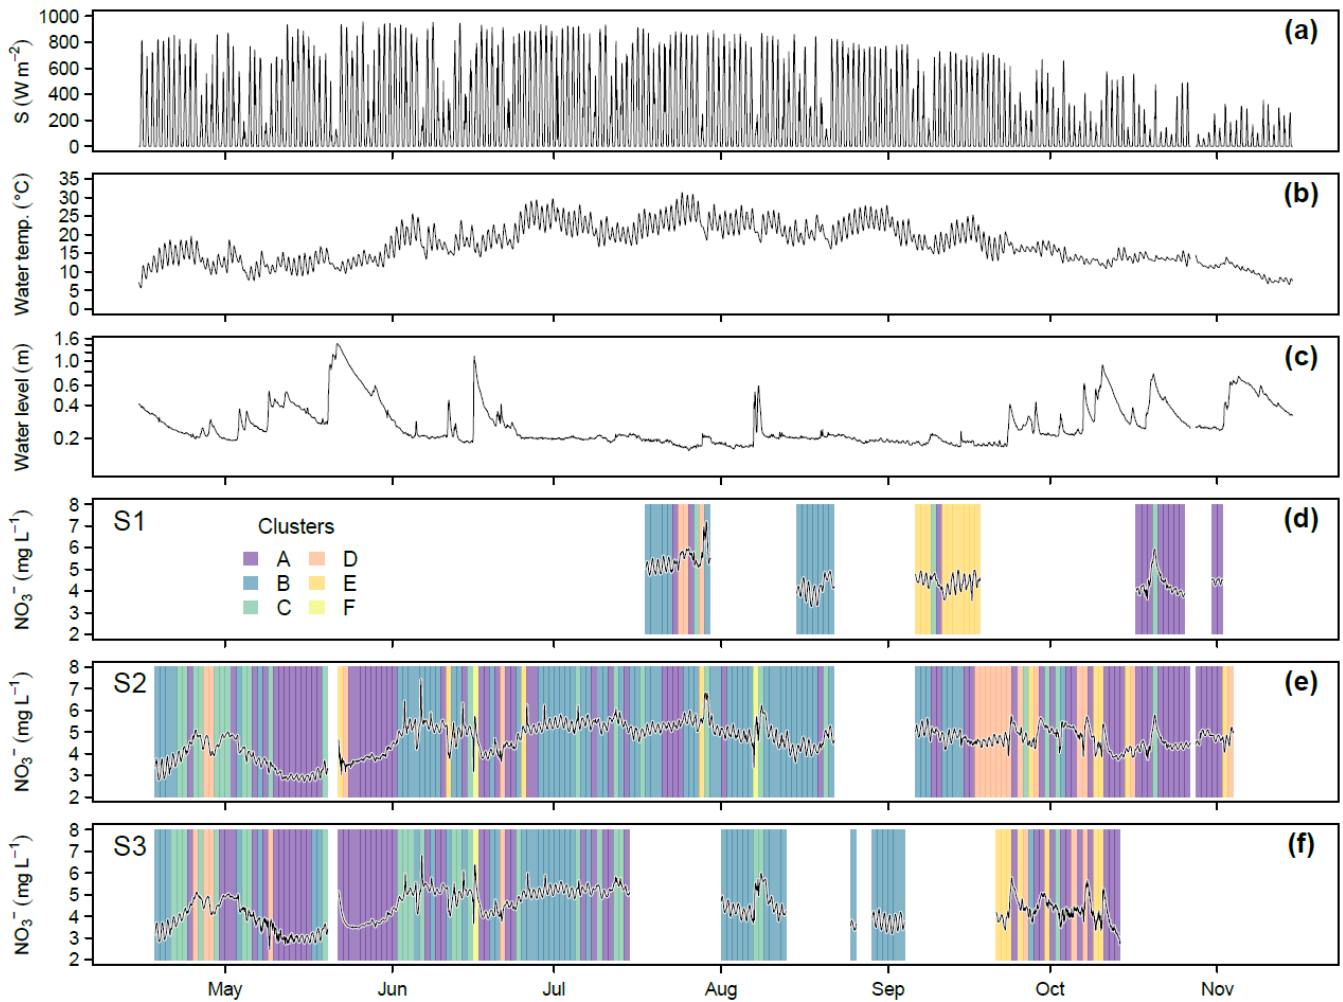 (a)
S (W m⁻²)
1000
800
600
400
200
0
(b)
Water temp. (°C)
35
30
25
20
15
10
5
0
(c)
Water level (m)
1.6
1.0
0.6
0.4
0.2
S1
(d)
NO₃⁻ (mg L⁻¹)
8
7
6
5
4
3
2
Clusters
A D
B E
C F
S2
(e)
NO₃⁻ (mg L⁻¹)
8
7
6
5
4
3
2
S3
(f)
NO₃⁻ (mg L⁻¹)
8
7
6
5
4
3
2
May Jun Jul Aug Sep Oct Nov